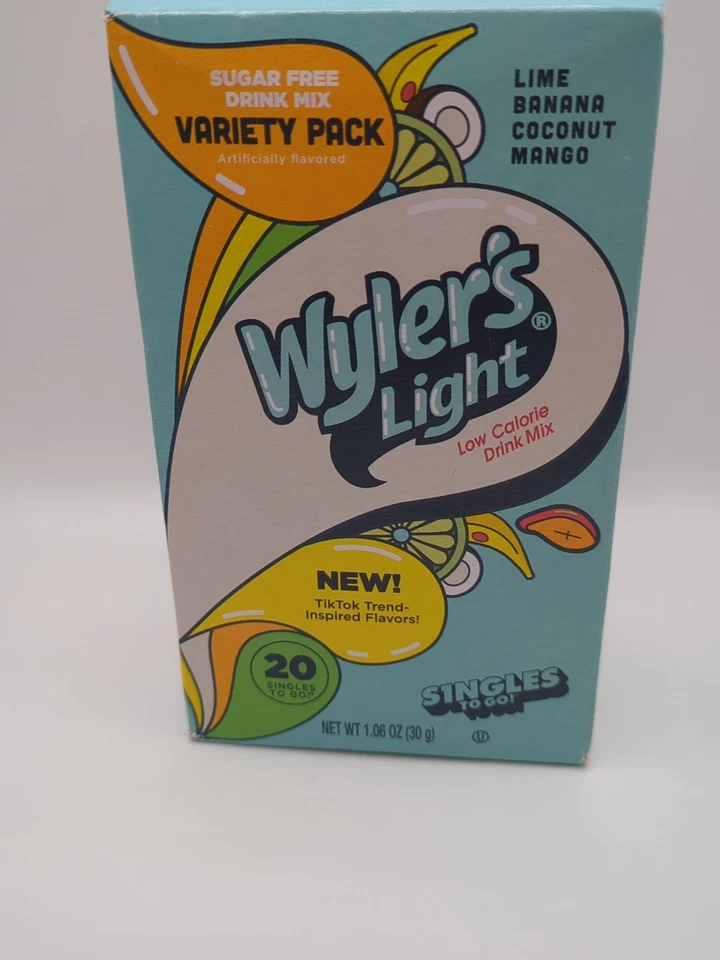 SUGAR FREE
DRINK MIX
VARIETY PACK
Artificially flavored
LIME
BANANA
COCONUT
MANGO
Wyler's®
Light
Low Calorie
Drink Mix
NEW!
TikTok Trend-
Inspired Flavors!
20
SINGLES
TO GO!
SINGLES
TO GO!
NET WT 1.06 OZ (30 g)
U